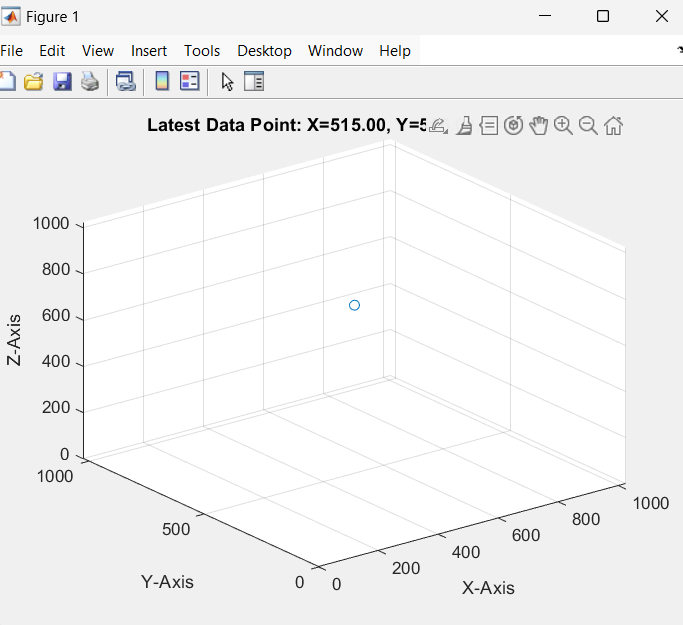 Figure 1
File Edit View Insert Tools Desktop Window Help
Latest Data Point: X=515.00, Y=5
1000
800
600
400
200
0
Z-Axis
1000
500
0
Y-Axis
0
200
400
600
800
1000
X-Axis